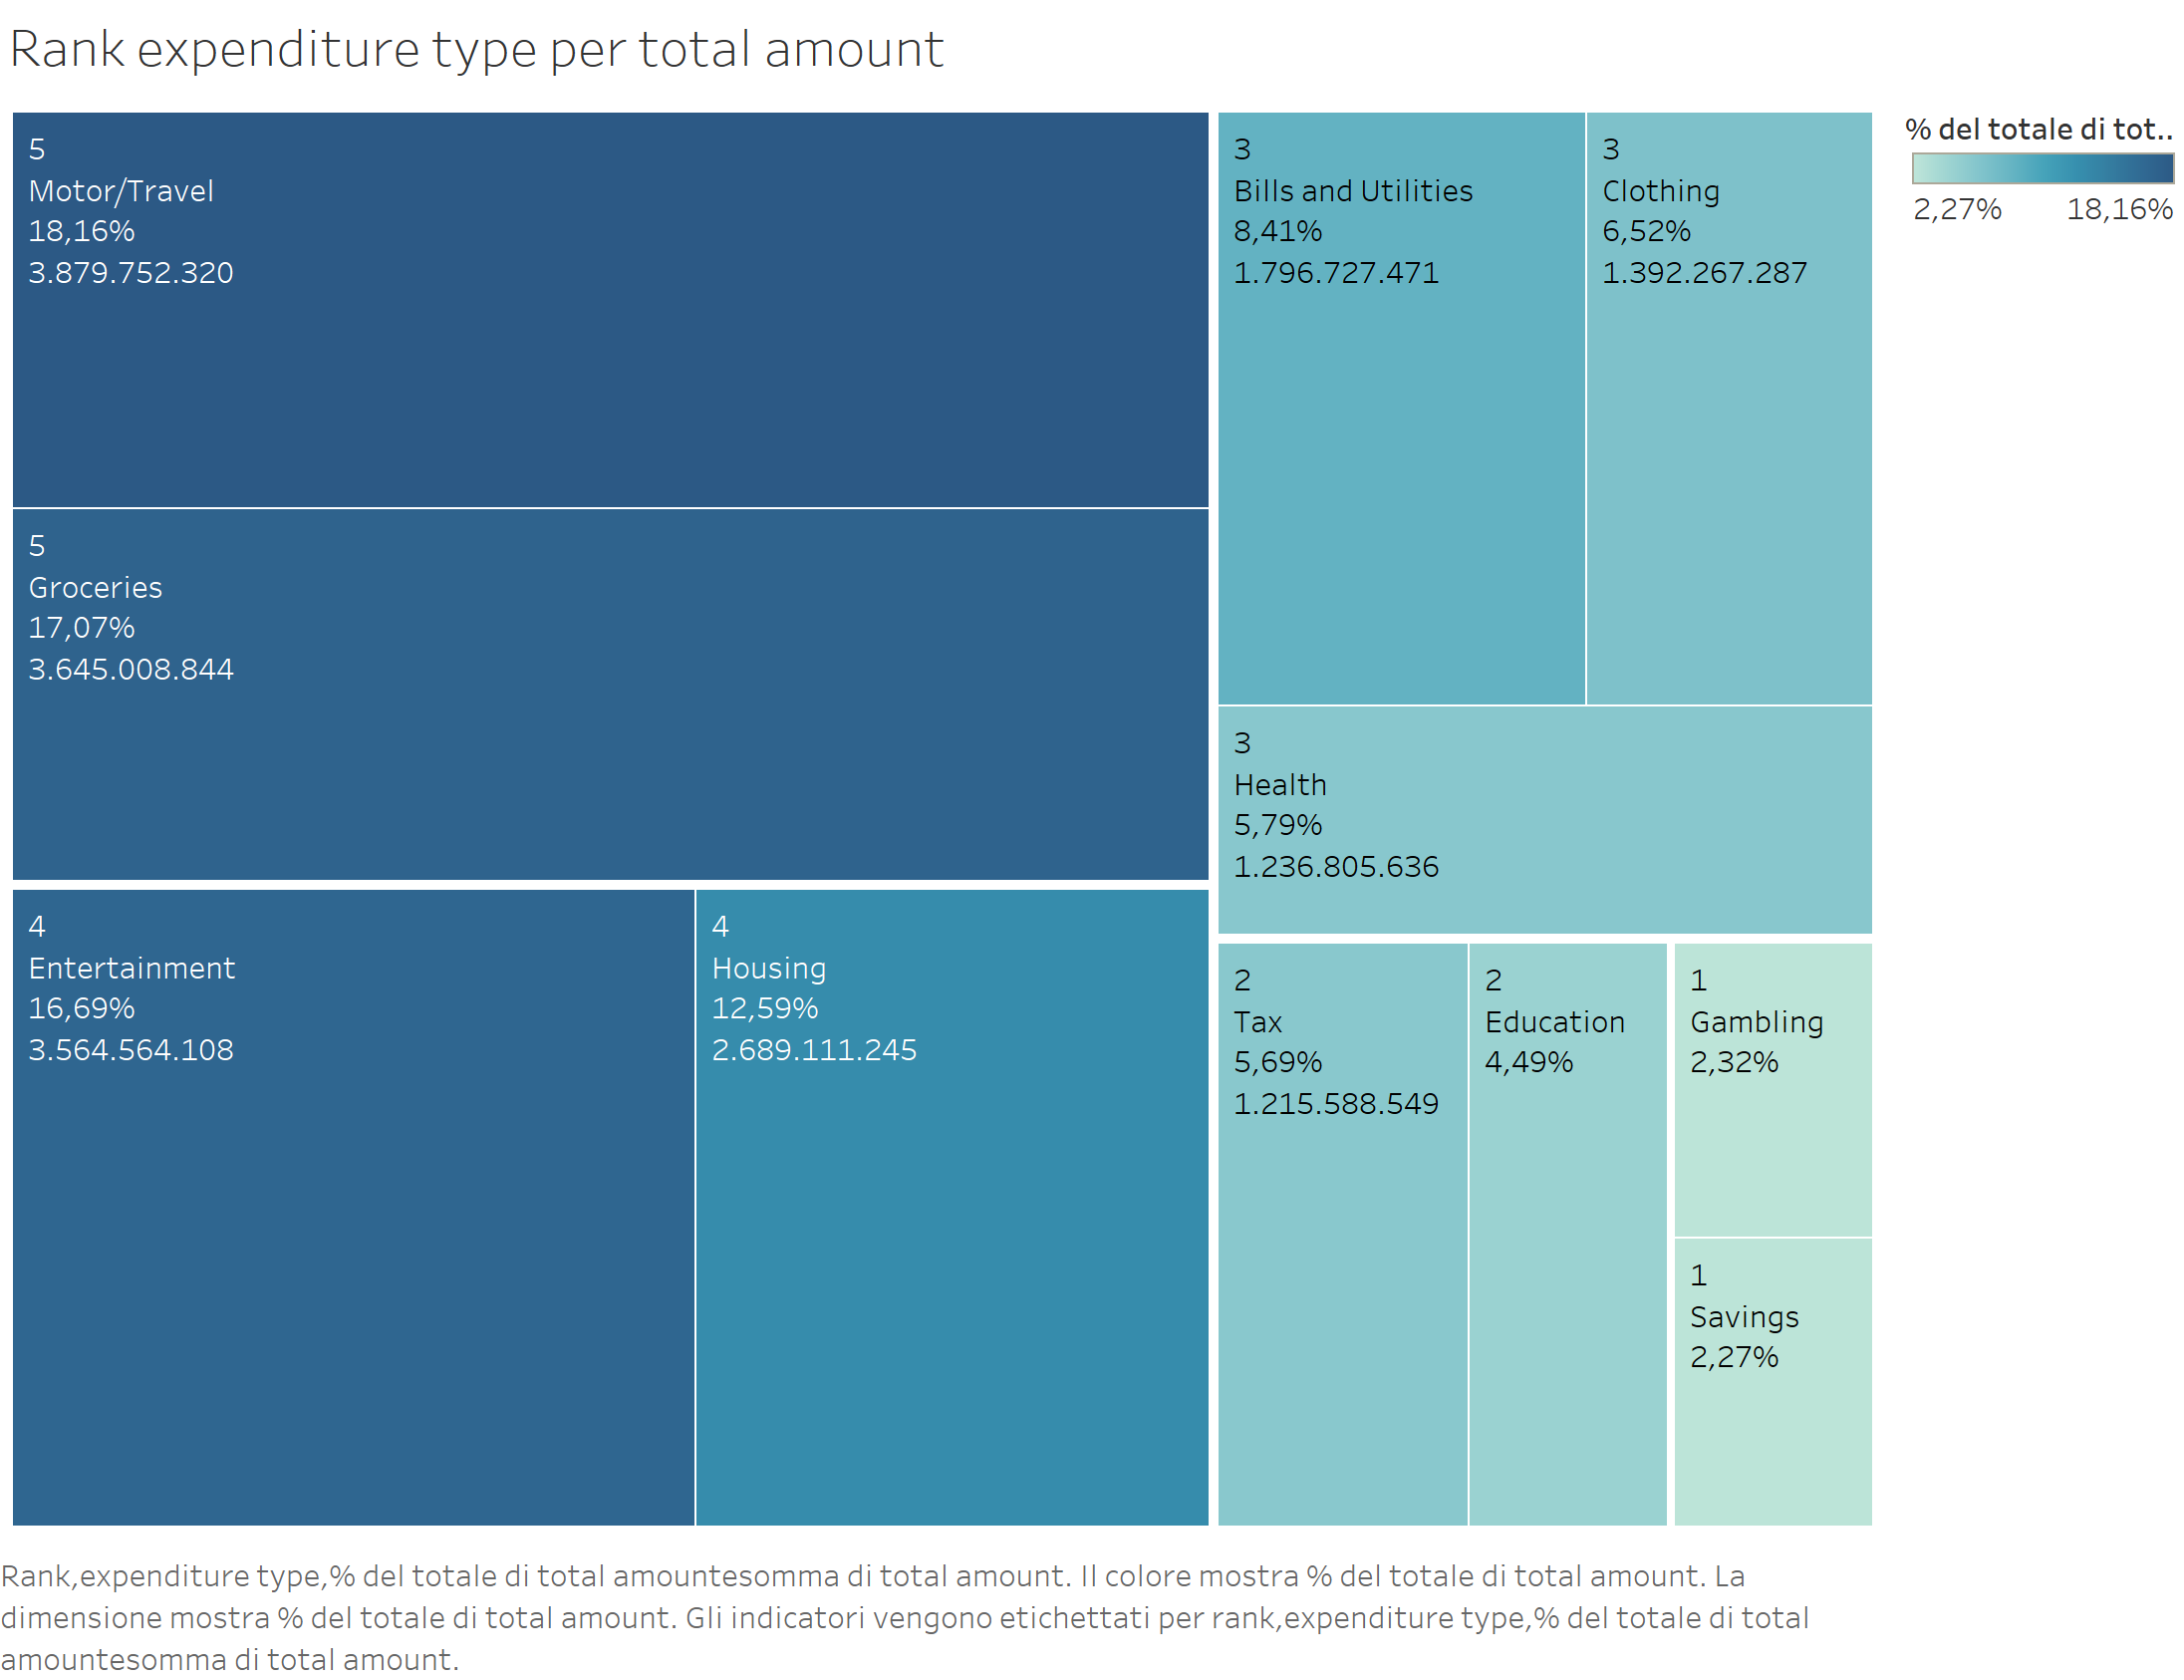 Rank expenditure type per total amount
5
Motor/Travel
18,16%
3.879.752.320
5
Groceries
17,07%
3.645.008.844
4
Entertainment
16,69%
3.564.564.108
4
Housing
12,59%
2.689.111.245
3
Bills and Utilities
8,41%
1.796.727.471
3
Clothing
6,52%
1.392.267.287
3
Health
5,79%
1.236.805.636
2
Tax
5,69%
1.215.588.549
2
Education
4,49%
1
Gambling
2,32%
1
Savings
2,27%
% del totale di tot..
2,27% 18,16%
Rank,expenditure type,% del totale di total amountesomma di total amount. Il colore mostra % del totale di total amount. La
dimensione mostra % del totale di total amount. Gli indicatori vengono etichettati per rank,expenditure type,% del totale di total
amountesomma di total amount.